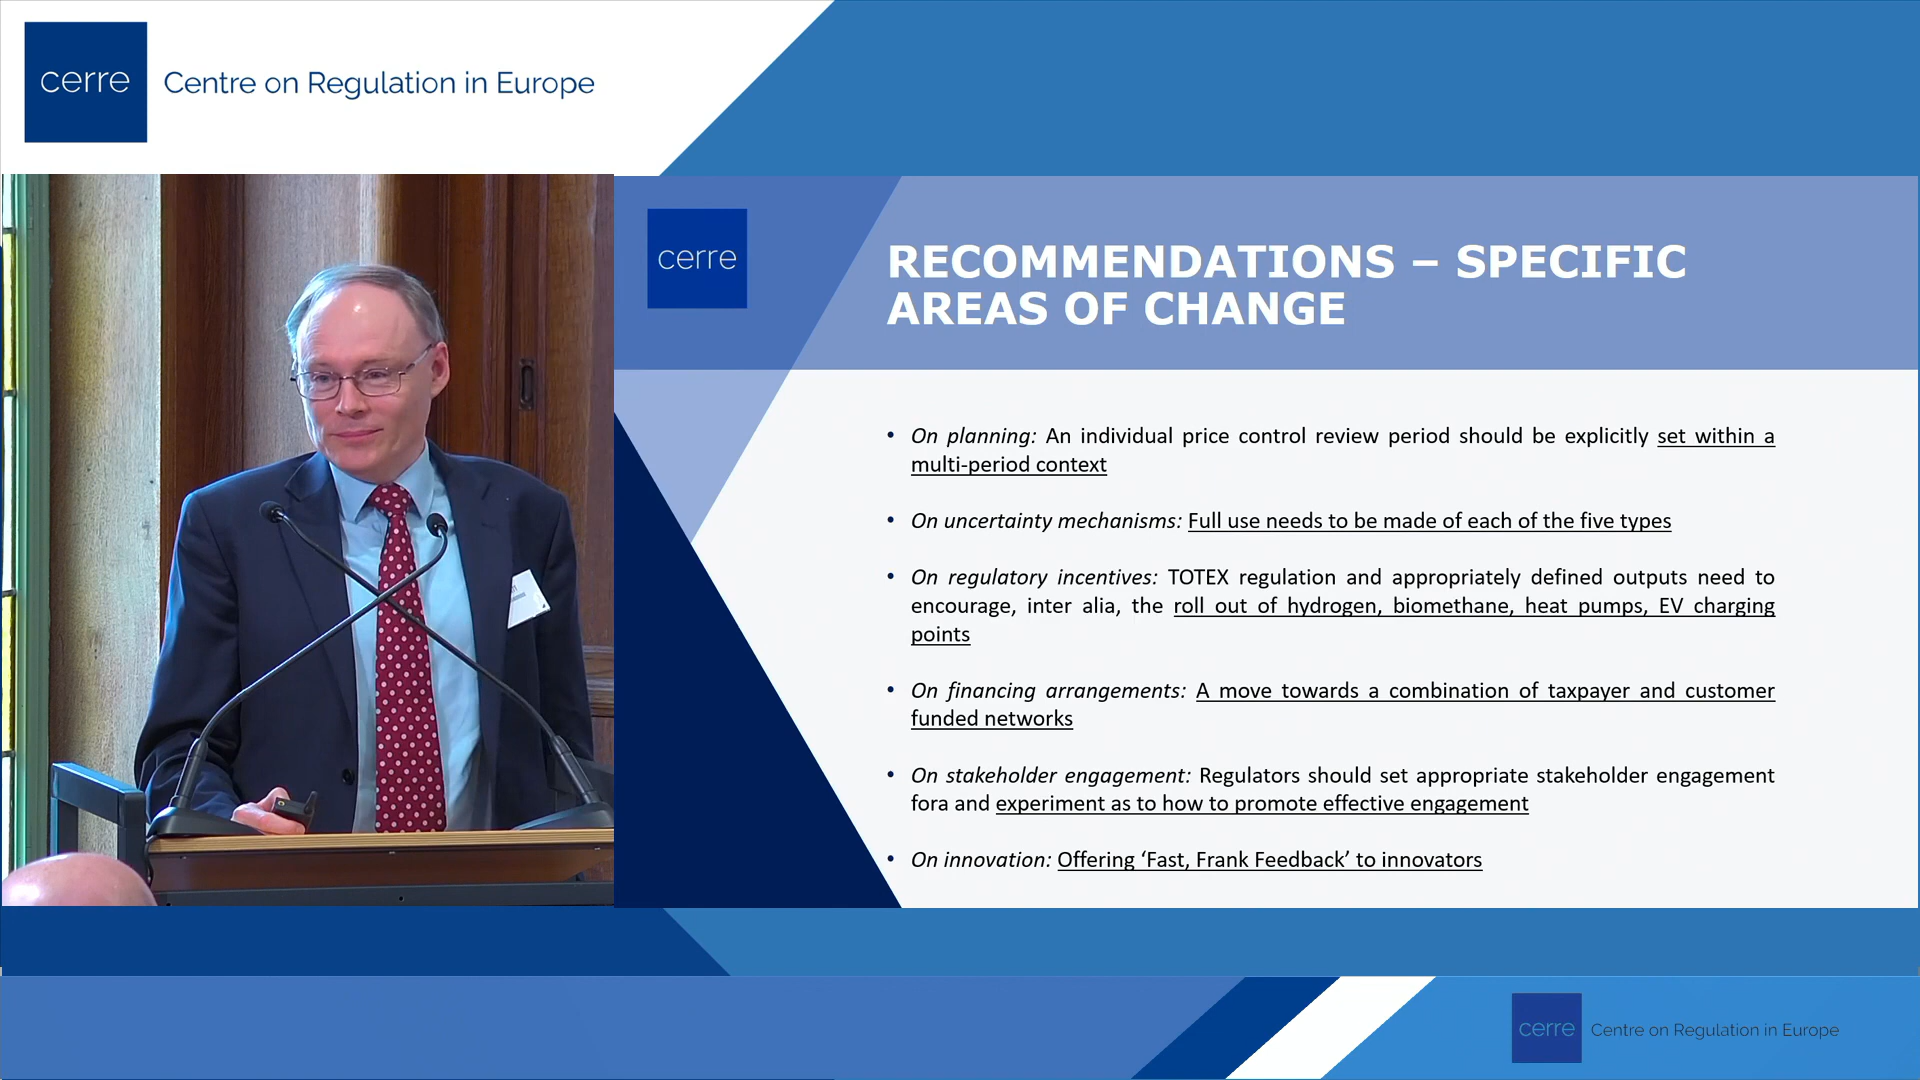 cerre
Centre on Regulation in Europe
cerre
RECOMMENDATIONS – SPECIFIC
AREAS OF CHANGE
• On planning: An individual price control review period should be explicitly set within a
multi-period context
• On uncertainty mechanisms: Full use needs to be made of each of the five types
• On regulatory incentives: TOTEX regulation and appropriately defined outputs need to
encourage, inter alia, the roll out of hydrogen, biomethane, heat pumps, EV charging
points
• On financing arrangements: A move towards a combination of taxpayer and customer
funded networks
• On stakeholder engagement: Regulators should set appropriate stakeholder engagement
fora and experiment as to how to promote effective engagement
• On innovation: Offering ‘Fast, Frank Feedback’ to innovators
cerre
Centre on Regulation in Europe